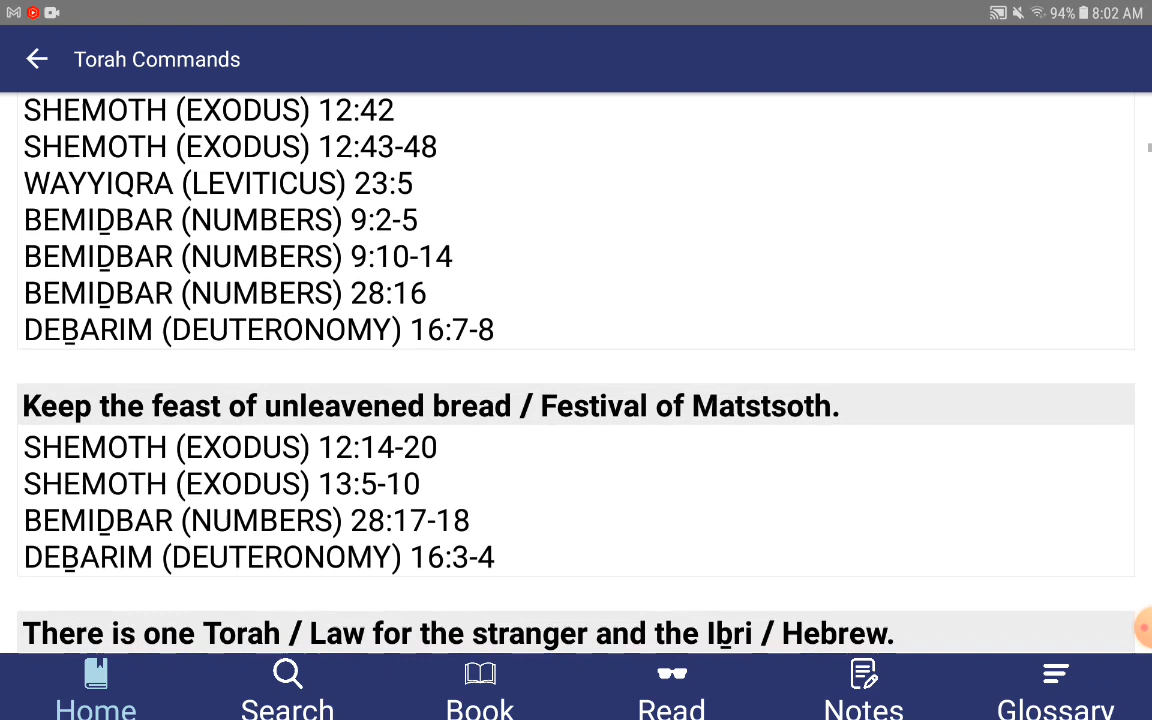 94% 8:02 AM
Torah Commands
SHEMOTH (EXODUS) 12:42
SHEMOTH (EXODUS) 12:43-48
WAYYIQRA (LEVITICUS) 23:5
BEMIḎBAR (NUMBERS) 9:2-5
BEMIḎBAR (NUMBERS) 9:10-14
BEMIḎBAR (NUMBERS) 28:16
DEḆARIM (DEUTERONOMY) 16:7-8
Keep the feast of unleavened bread / Festival of Matstsoth.
SHEMOTH (EXODUS) 12:14-20
SHEMOTH (EXODUS) 13:5-10
BEMIḎBAR (NUMBERS) 28:17-18
DEḆARIM (DEUTERONOMY) 16:3-4
There is one Torah / Law for the stranger and the Iḇri / Hebrew.
Home Search Book Read Notes Glossary